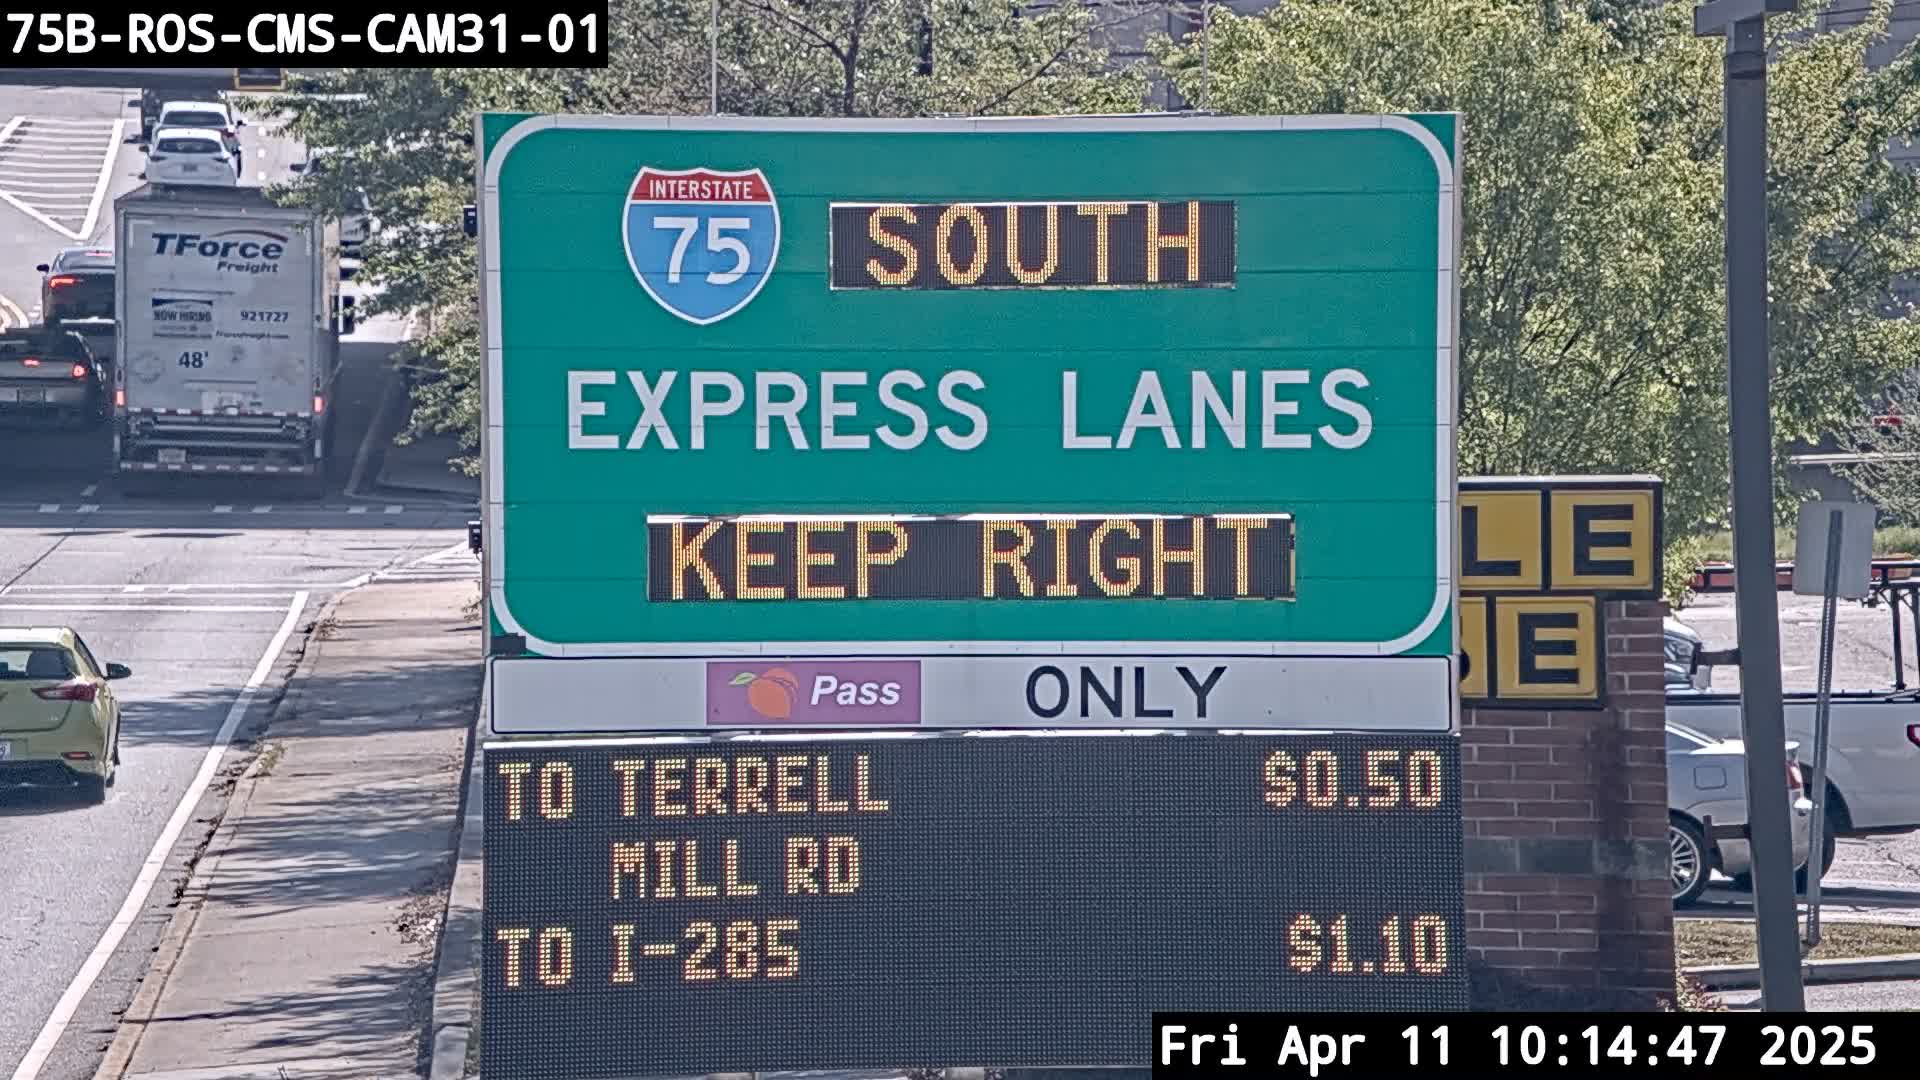 75B-ROS-CMS-CAM31-01
INTERSTATE
75
SOUTH
EXPRESS LANES
KEEP RIGHT
Pass ONLY
TO TERRELL $0.50
MILL RD
TO I-285 $1.10
TForce
Freight
NOW HIRING
921727
48'
LE
E
Fri Apr 11 10:14:47 2025